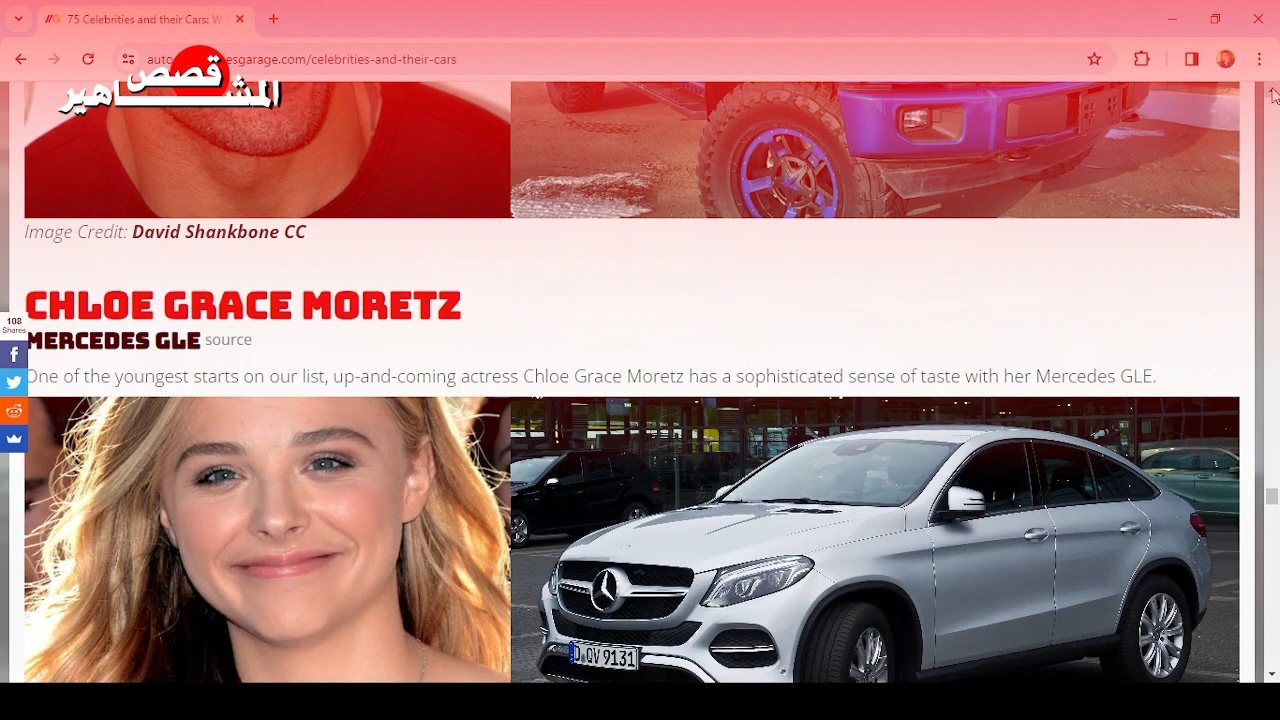 75 Celebrities and their Cars: W
esgarage.com/celebrities-and-their-cars
قصص
المشاهير
Image Credit: David Shankbone CC
CHLOE GRACE MORETZ
MERCEDES GLE source
One of the youngest starts on our list, up-and-coming actress Chloe Grace Moretz has a sophisticated sense of taste with her Mercedes GLE.
108
Shares
D QV 9131